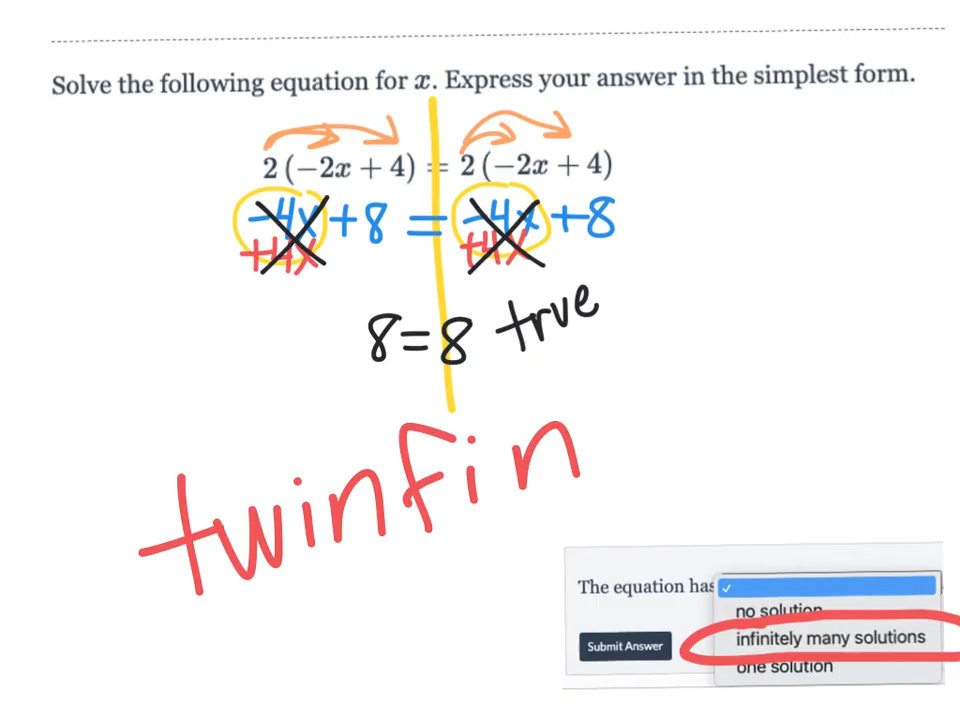 Solve the following equation for x. Express your answer in the simplest form.
2 (−2x + 4) = 2 (−2x + 4)
-4x +8 = -4x +8
+4x +4x
8=8 true
twinfin
The equation has ✓
no solution
infinitely many solutions
Submit Answer
one solution